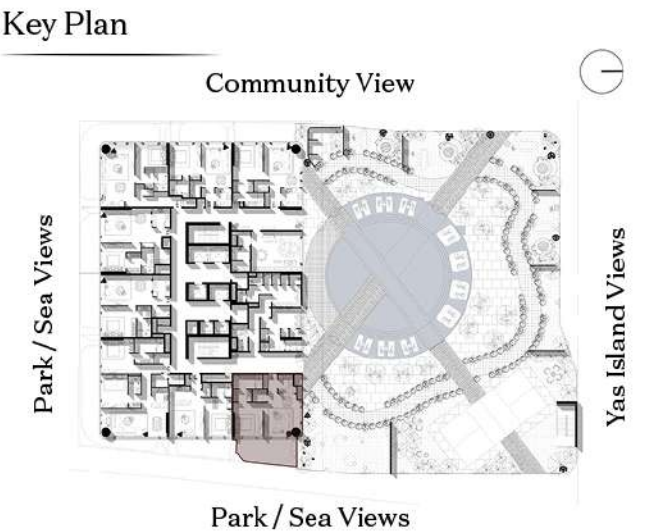 Key Plan
Community View
Park / Sea Views
Yas Island Views
Park / Sea Views